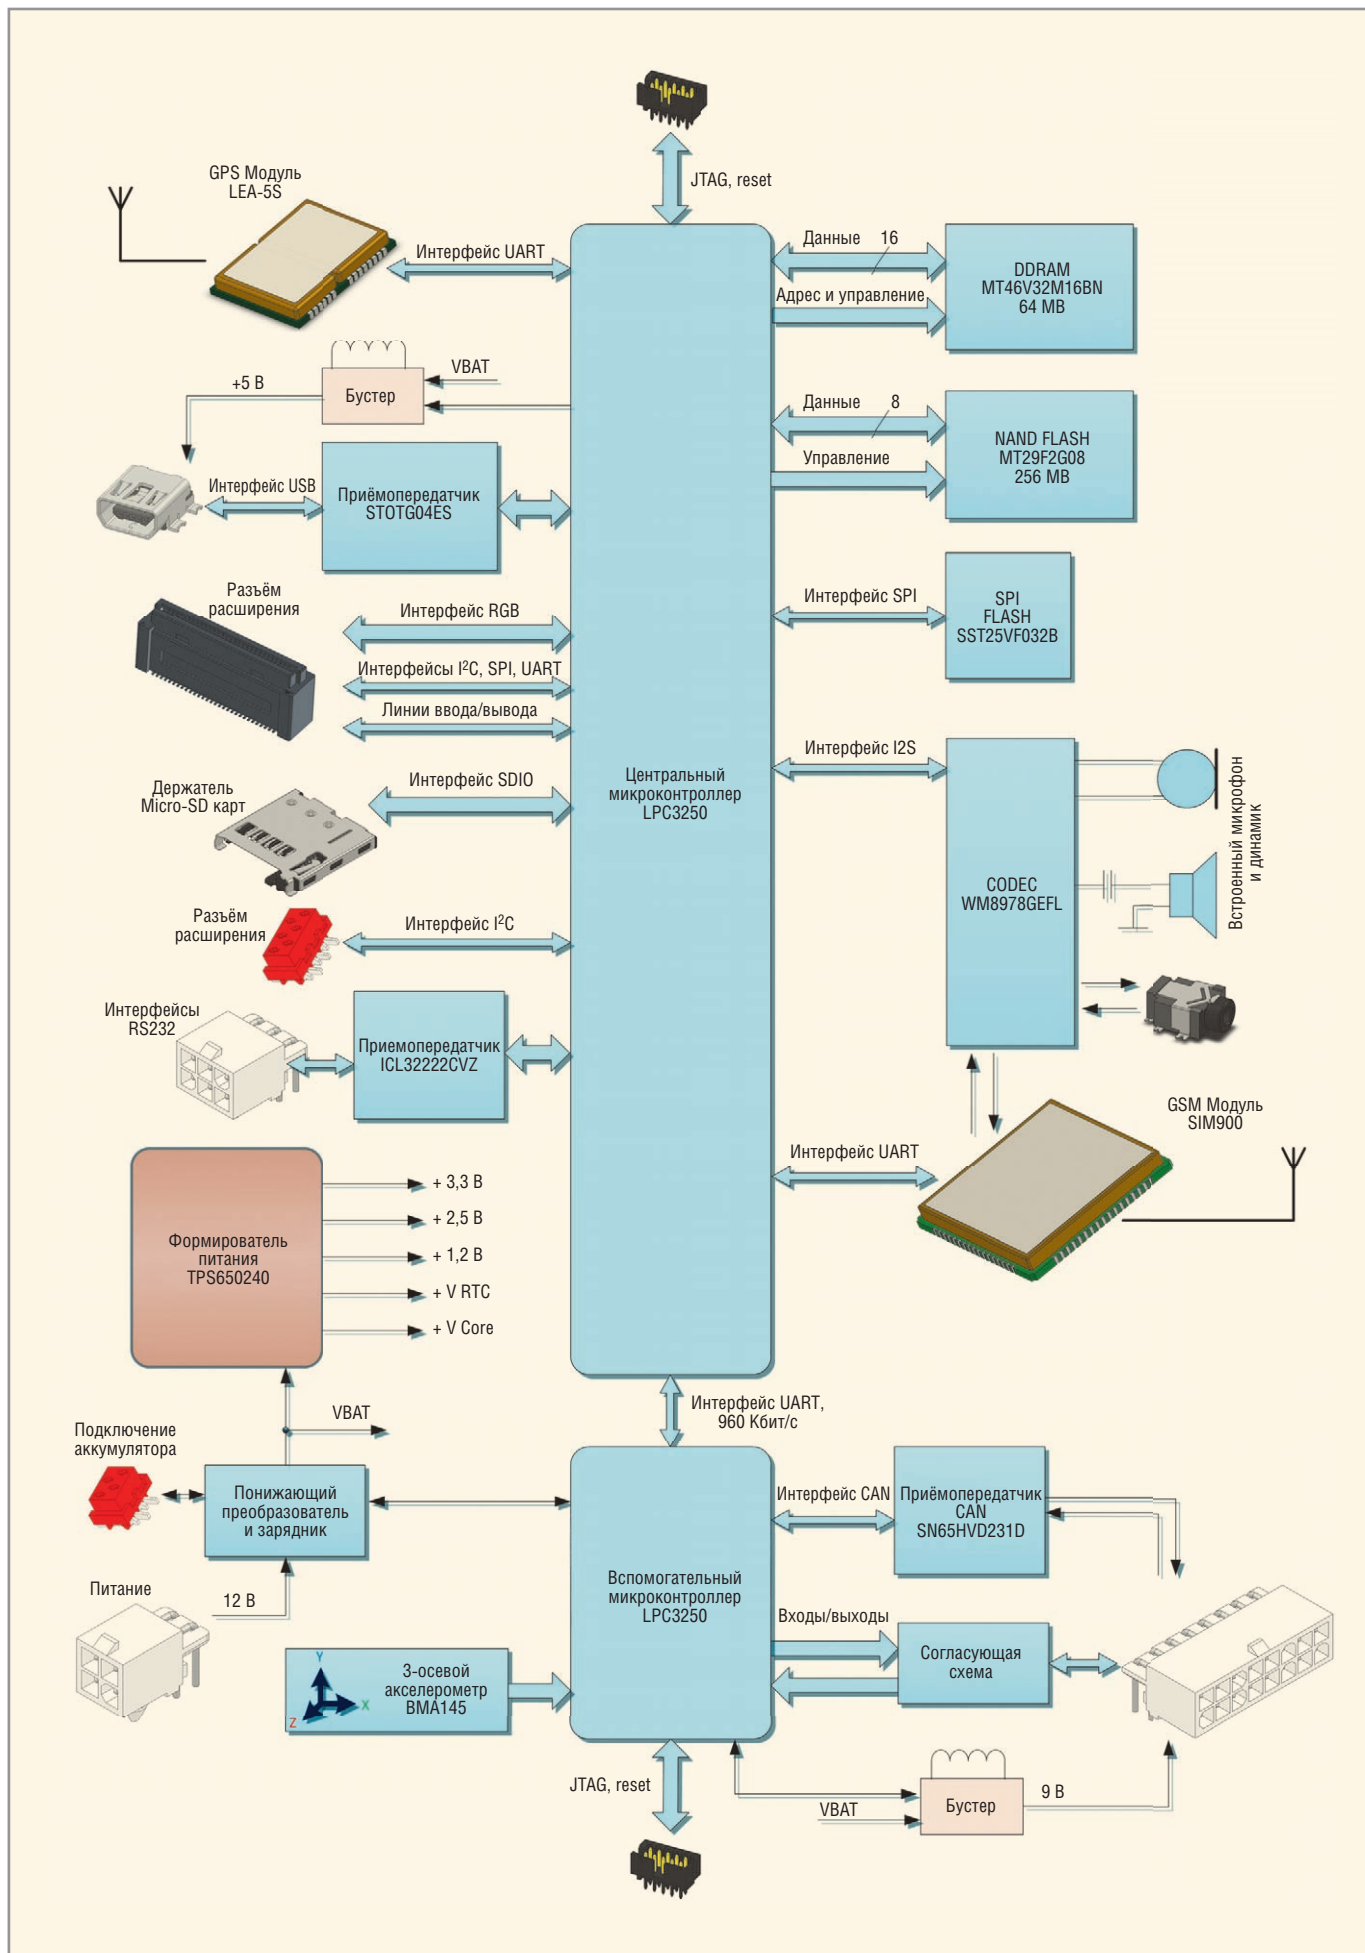 JTAG, reset
GPS Модуль
LEA-5S
Интерфейс UART
Данные
16
Адрес и управление
DDRAM
MT46V32M16BN
64 MB
VBAT
+5 В
Бустер
Данные
8
Управление
NAND FLASH
MT29F2G08
256 MB
Интерфейс USB
Приёмопередатчик
STOTG04ES
Разъём
расширения
Интерфейс RGB
Интерфейсы I²C, SPI, UART
Линии ввода/вывода
Интерфейс SPI
SPI
FLASH
SST25VF032B
Держатель
Micro-SD карт
Интерфейс SDIO
Центральный
микроконтроллер
LPC3250
Интерфейс I2S
CODEC
WM8978GEFL
Встроенный микрофон
и динамик
Разъём
расширения
Интерфейс I²C
Интерфейсы
RS232
Приемопередатчик
ICL32222CVZ
GSM Модуль
SIM900
Интерфейс UART
Формирователь
питания
TPS650240
+ 3,3 В
+ 2,5 В
+ 1,2 В
+ V RTC
+ V Core
Интерфейс UART,
960 Кбит/с
VBAT
Подключение
аккумулятора
Понижающий
преобразователь
и зарядник
Интерфейс CAN
Приёмопередатчик
CAN
SN65HVD231D
Питание
12 В
Вспомогательный
микроконтроллер
LPC3250
Входы/выходы
Согласующая
схема
Y
X
Z
3-осевой
акселерометр
BMA145
JTAG, reset
VBAT
Бустер
9 В